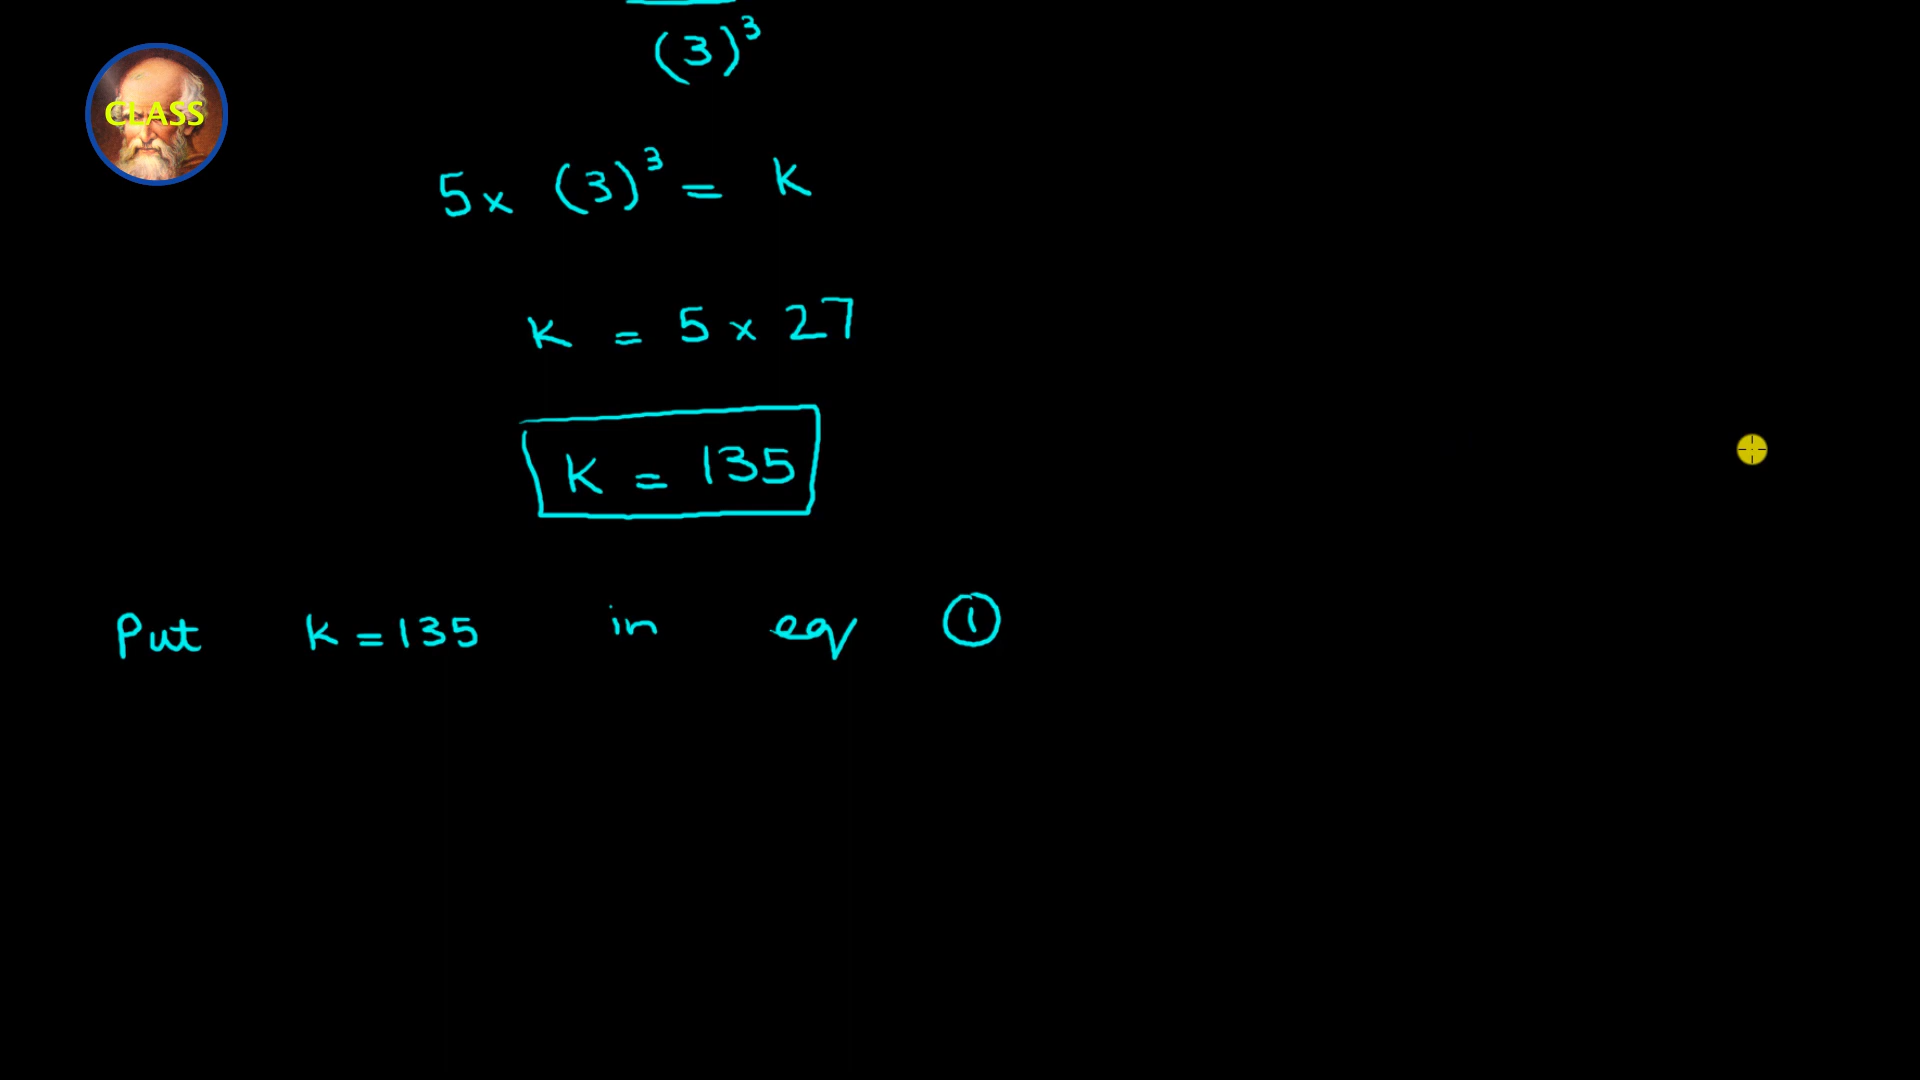 (3)³
CLASS
5 x (3)³ = K
K = 5 x 27
K = 135
Put K = 135 in eq ①